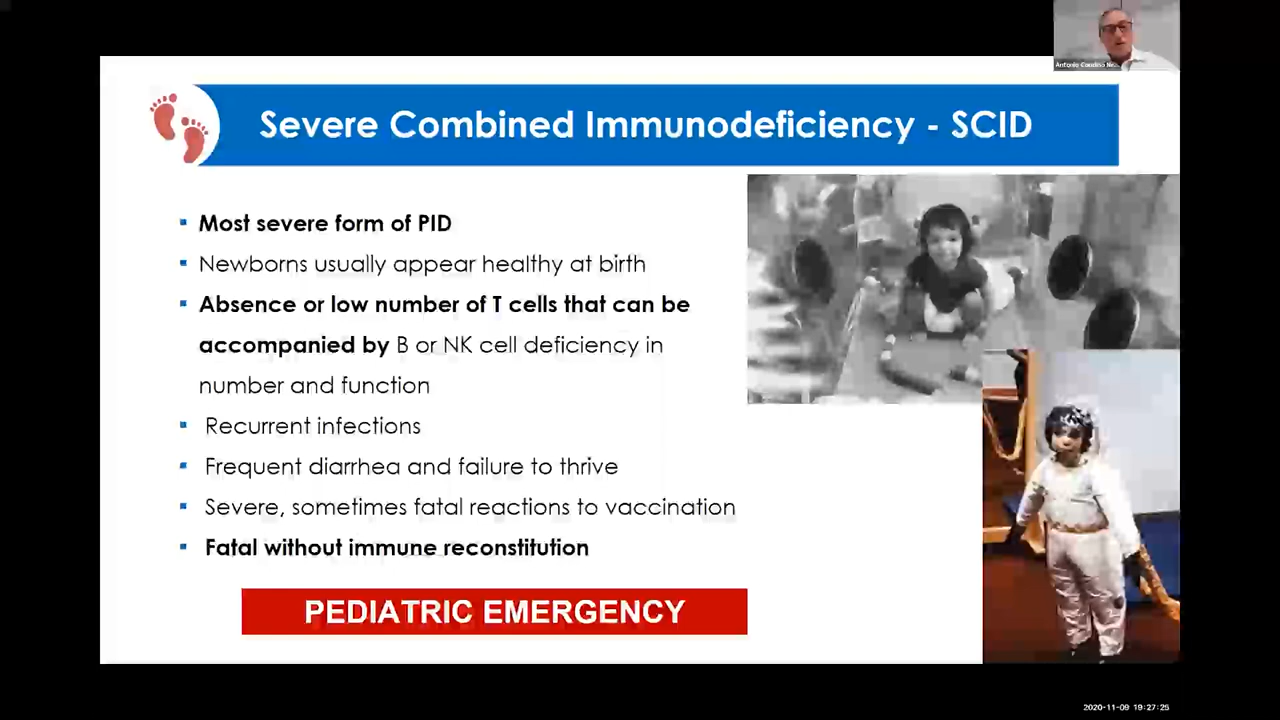 Antonio Condino
Severe Combined Immunodeficiency - SCID
▪ Most severe form of PID
▪ Newborns usually appear healthy at birth
▪ Absence or low number of T cells that can be
accompanied by B or NK cell deficiency in
number and function
▪ Recurrent infections
▪ Frequent diarrhea and failure to thrive
▪ Severe, sometimes fatal reactions to vaccination
▪ Fatal without immune reconstitution
PEDIATRIC EMERGENCY
2020-11-09 19:27:25